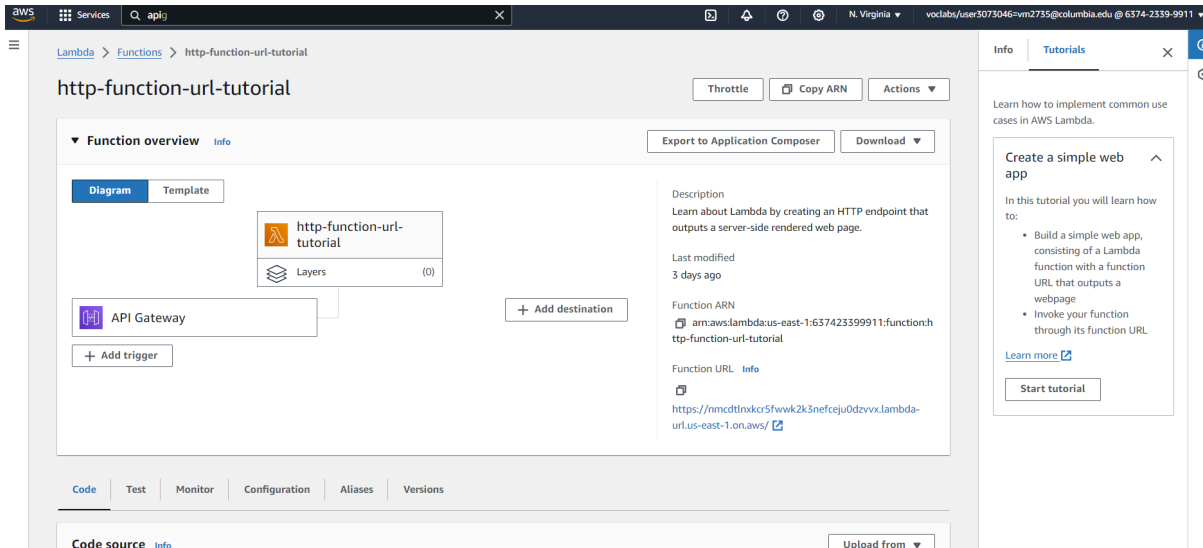 aws
Services
apig
N. Virginia
voclabs/user3073046=vm2735@columbia.edu @ 6374-2339-9911
Lambda > Functions > http-function-url-tutorial
http-function-url-tutorial
Throttle
Copy ARN
Actions
Function overview Info
Export to Application Composer
Download
Diagram
Template
http-function-url-
tutorial
Layers (0)
API Gateway
+ Add trigger
+ Add destination
Description
Learn about Lambda by creating an HTTP endpoint that
outputs a server-side rendered web page.
Last modified
3 days ago
Function ARN
arn:aws:lambda:us-east-1:637423399911:function:h
ttp-function-url-tutorial
Function URL Info
https://nmcdtlnxkcr5fwwk2k3nefceju0dzvvx.lambda-
url.us-east-1.on.aws/
Code
Test
Monitor
Configuration
Aliases
Versions
Code source Info
Upload from
Info
Tutorials
Learn how to implement common use
cases in AWS Lambda.
Create a simple web
app
In this tutorial you will learn how
to:
• Build a simple web app,
consisting of a Lambda
function with a function
URL that outputs a
webpage
• Invoke your function
through its function URL
Learn more
Start tutorial